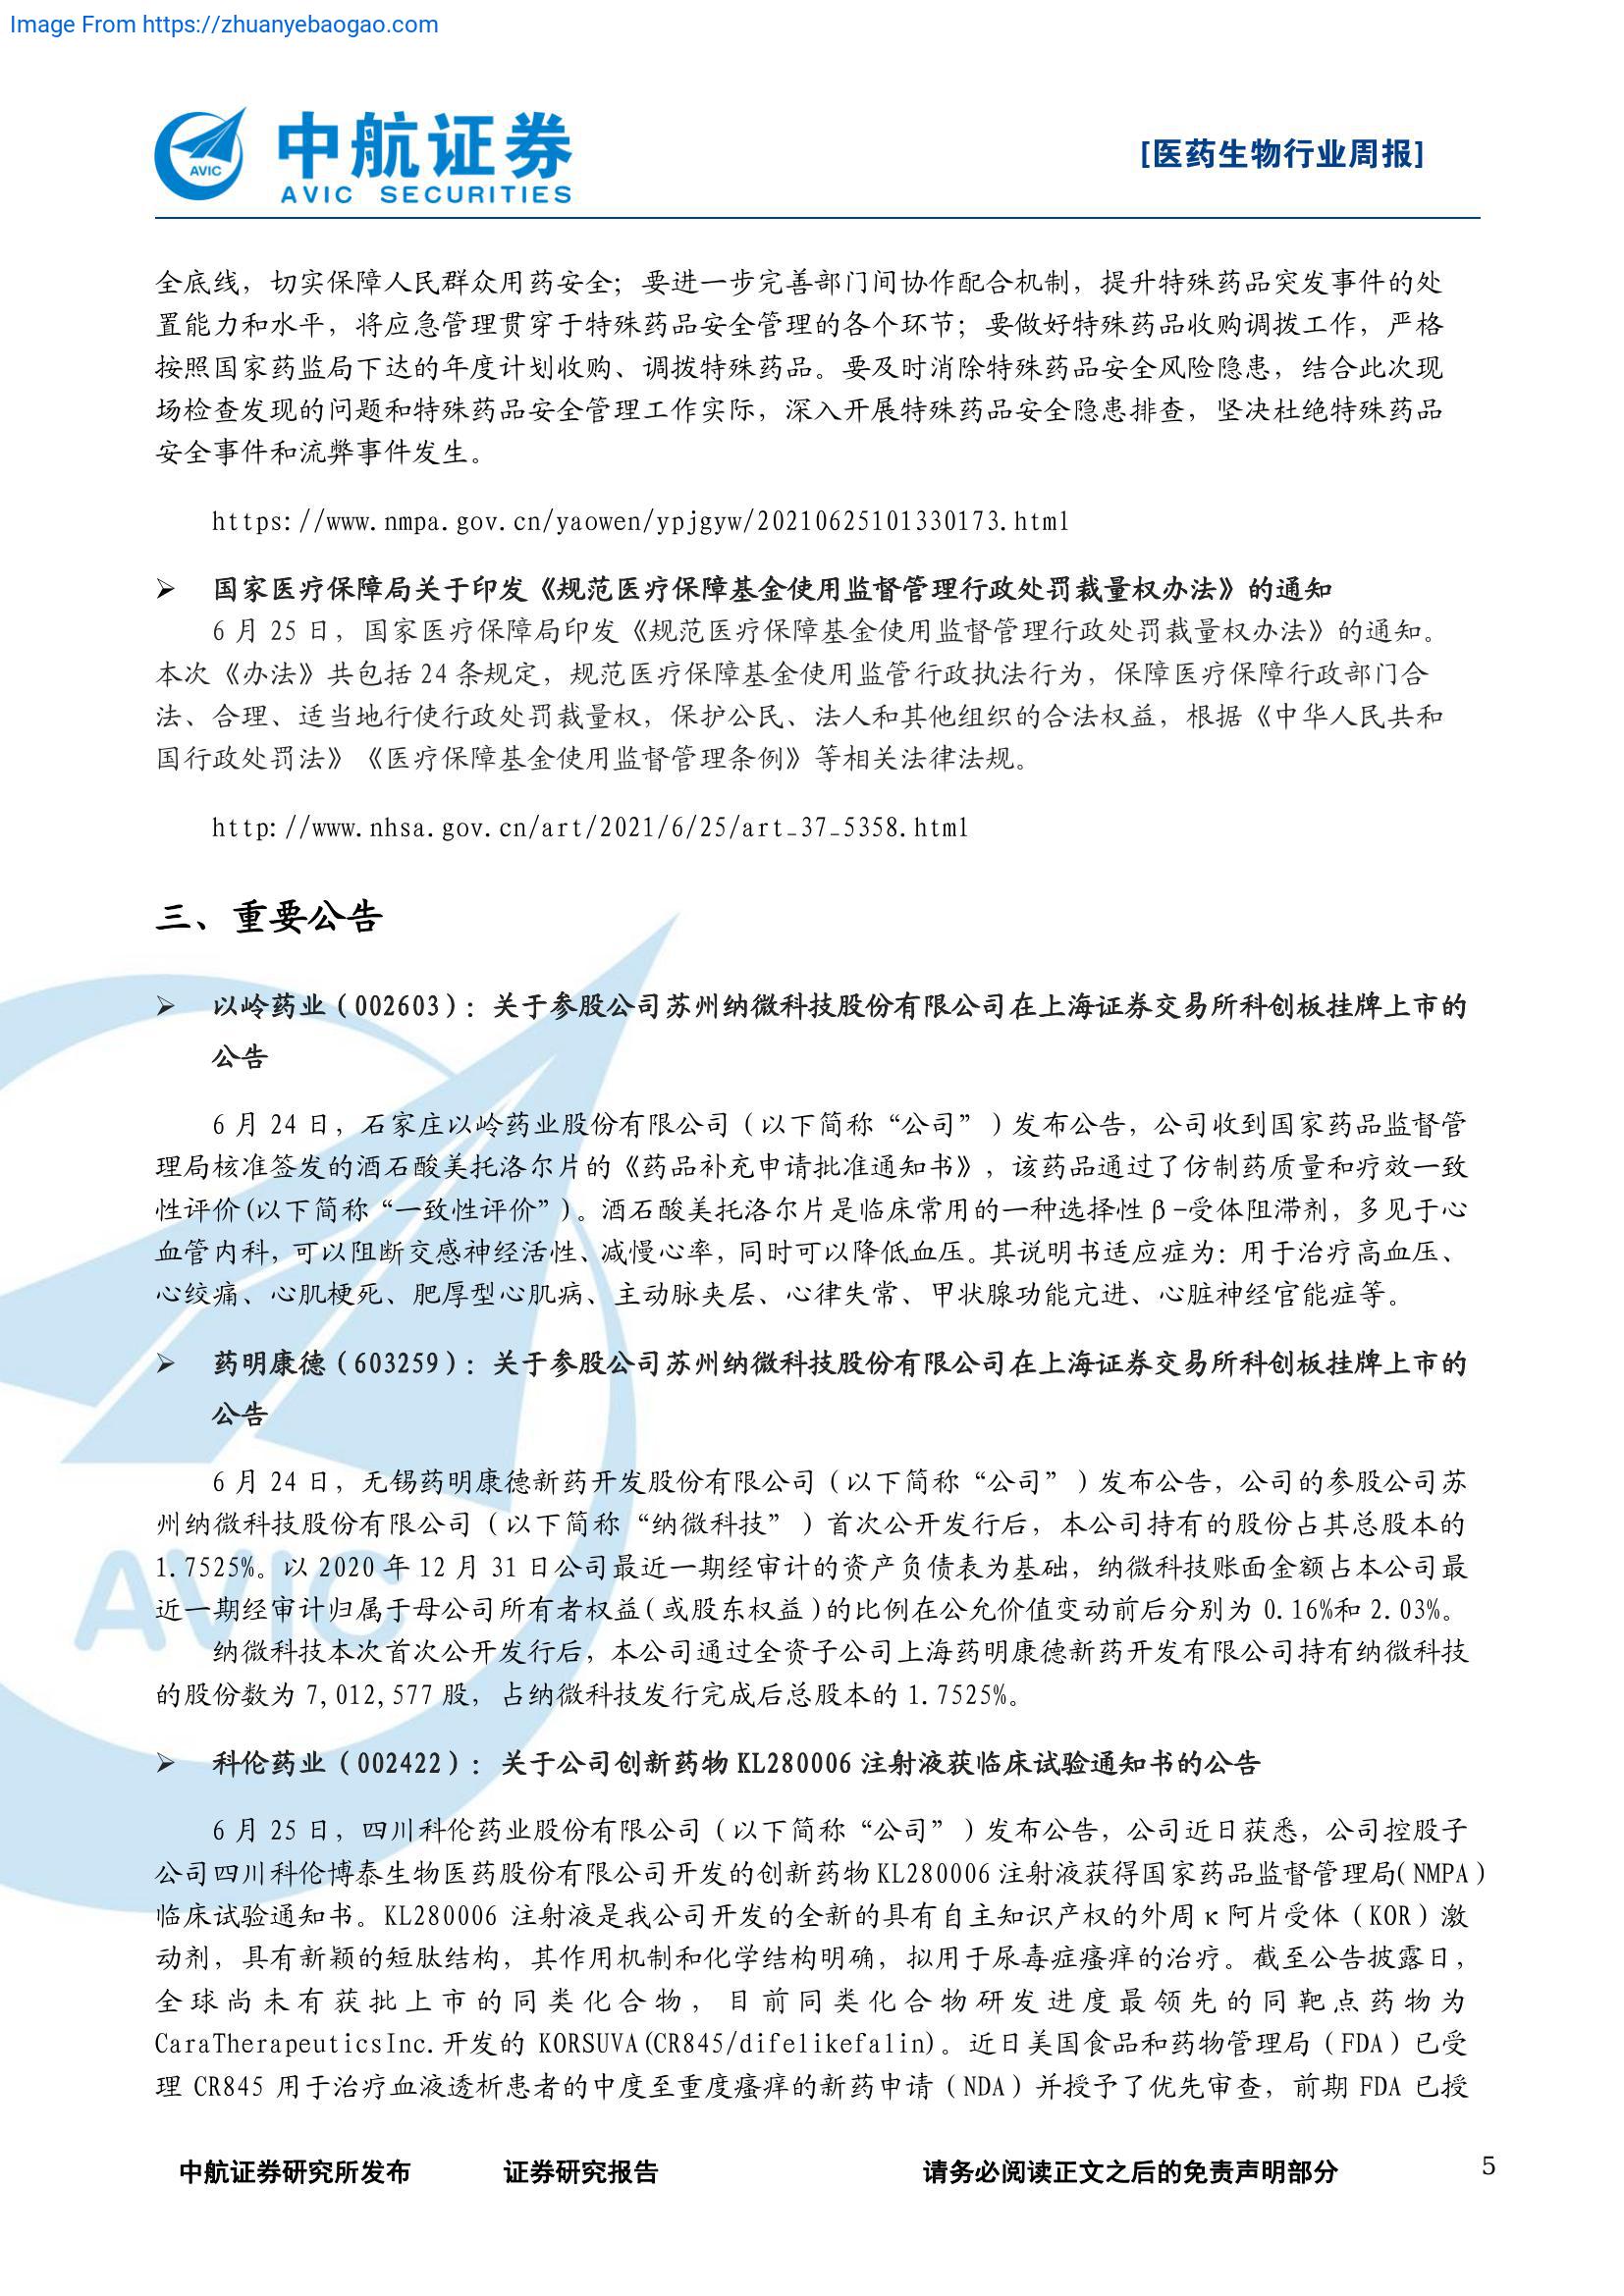 Image From https://zhuanyebaogao.com
中航证券
AVIC SECURITIES
AVIC
[医药生物行业周报]
全底线，切实保障人民群众用药安全；要进一步完善部门间协作配合机制，提升特殊药品突发事件的处
置能力和水平，将应急管理贯穿于特殊药品安全管理的各个环节；要做好特殊药品收购调拨工作，严格
按照国家药监局下达的年度计划收购、调拨特殊药品。要及时消除特殊药品安全风险隐患，结合此次现
场检查发现的问题和特殊药品安全管理工作实际，深入开展特殊药品安全隐患排查，坚决杜绝特殊药品
安全事件和流弊事件发生。
https://www.nmpa.gov.cn/yaowen/ypjgyw/20210625101330173.html
➢ 国家医疗保障局关于印发《规范医疗保障基金使用监督管理行政处罚裁量权办法》的通知
6 月 25 日，国家医疗保障局印发《规范医疗保障基金使用监督管理行政处罚裁量权办法》的通知。
本次《办法》共包括 24 条规定，规范医疗保障基金使用监管行政执法行为，保障医疗保障行政部门合
法、合理、适当地行使行政处罚裁量权，保护公民、法人和其他组织的合法权益，根据《中华人民共和
国行政处罚法》《医疗保障基金使用监督管理条例》等相关法律法规。
http://www.nhsa.gov.cn/art/2021/6/25/art_37_5358.html
三、重要公告
➢ 以岭药业（002603）：关于参股公司苏州纳微科技股份有限公司在上海证券交易所科创板挂牌上市的
公告
6 月 24 日，石家庄以岭药业股份有限公司（以下简称“公司”）发布公告，公司收到国家药品监督管
理局核准签发的酒石酸美托洛尔片的《药品补充申请批准通知书》，该药品通过了仿制药质量和疗效一致
性评价(以下简称“一致性评价”)。酒石酸美托洛尔片是临床常用的一种选择性β-受体阻滞剂，多见于心
血管内科，可以阻断交感神经活性、减慢心率，同时可以降低血压。其说明书适应症为：用于治疗高血压、
心绞痛、心肌梗死、肥厚型心肌病、主动脉夹层、心律失常、甲状腺功能亢进、心脏神经官能症等。
➢ 药明康德（603259）：关于参股公司苏州纳微科技股份有限公司在上海证券交易所科创板挂牌上市的
公告
6 月 24 日，无锡药明康德新药开发股份有限公司（以下简称“公司”）发布公告，公司的参股公司苏
州纳微科技股份有限公司（以下简称“纳微科技”）首次公开发行后，本公司持有的股份占其总股本的
1.7525%。以 2020 年 12 月 31 日公司最近一期经审计的资产负债表为基础，纳微科技账面金额占本公司最
近一期经审计归属于母公司所有者权益(或股东权益)的比例在公允价值变动前后分别为 0.16%和 2.03%。
纳微科技本次首次公开发行后，本公司通过全资子公司上海药明康德新药开发有限公司持有纳微科技
的股份数为 7,012,577 股，占纳微科技发行完成后总股本的 1.7525%。
➢ 科伦药业（002422）：关于公司创新药物 KL280006 注射液获临床试验通知书的公告
6 月 25 日，四川科伦药业股份有限公司（以下简称“公司”）发布公告，公司近日获悉，公司控股子
公司四川科伦博泰生物医药股份有限公司开发的创新药物 KL280006 注射液获得国家药品监督管理局(NMPA)
临床试验通知书。KL280006 注射液是我公司开发的全新的具有自主知识产权的外周κ阿片受体（KOR）激
动剂，具有新颖的短肽结构，其作用机制和化学结构明确，拟用于尿毒症瘙痒的治疗。截至公告披露日，
全球尚未有获批上市的同类化合物，目前同类化合物研发进度最领先的同靶点药物为
CaraTherapeuticsInc.开发的 KORSUVA(CR845/difelikefalin)。近日美国食品和药物管理局（FDA）已受
理 CR845 用于治疗血液透析患者的中度至重度瘙痒的新药申请（NDA）并授予了优先审查，前期 FDA 已授
AVIC
中航证券研究所发布 证券研究报告 请务必阅读正文之后的免责声明部分 5